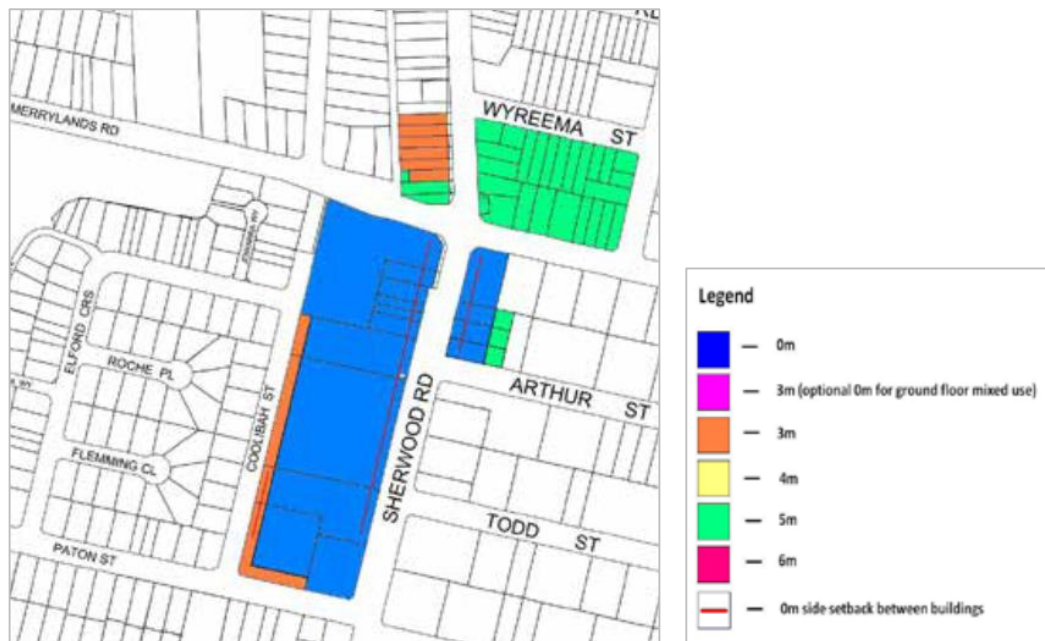 WYREEMA ST
MERRYLANDS RD
ELFORD CRS
ROCHE PL
COOLIBAH ST
FLEMMING CL
SHERWOOD RD
ARTHUR ST
TODD ST
PATON ST
Legend
— 0m
— 3m (optional 0m for ground floor mixed use)
— 3m
— 4m
— 5m
— 6m
— 0m side setback between buildings